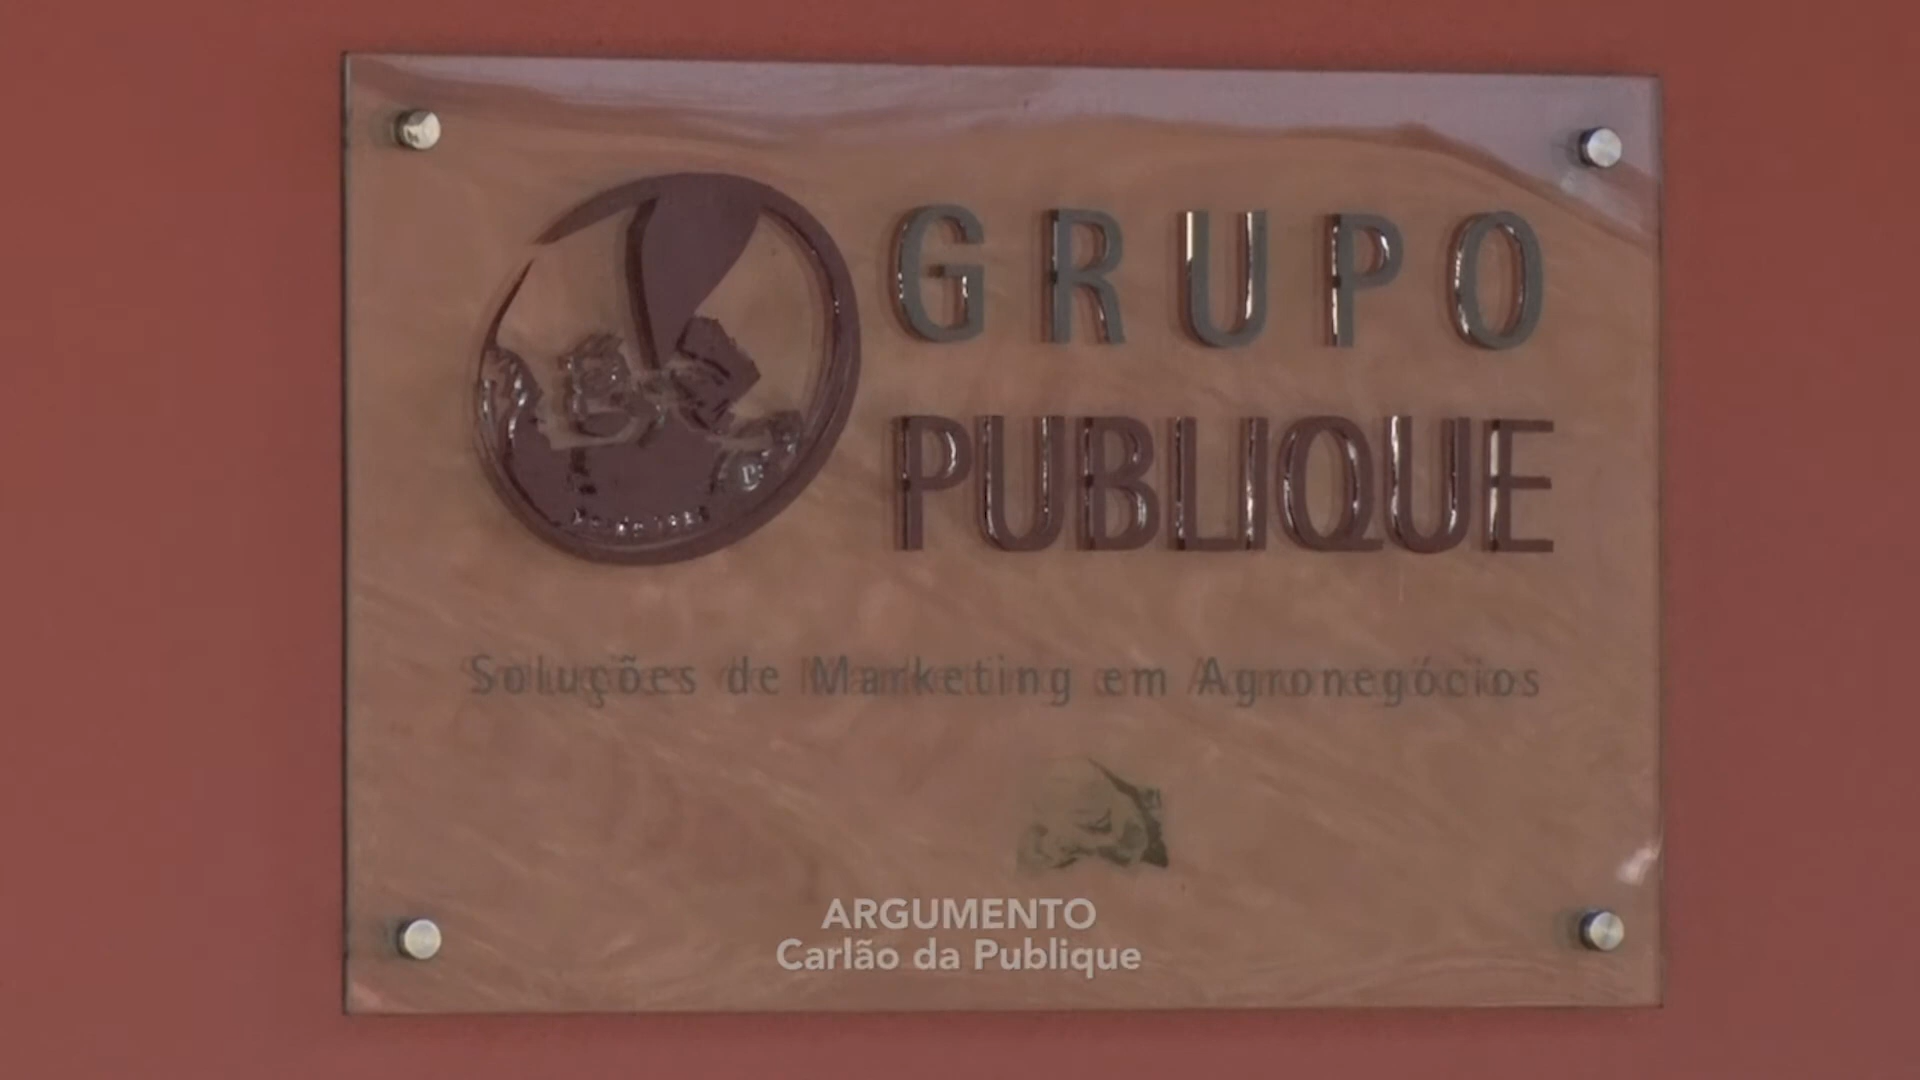 GRUPO
PUBLIQUE
Soluções de Marketing em Agronegócios
ARGUMENTO
Carlão da Publique